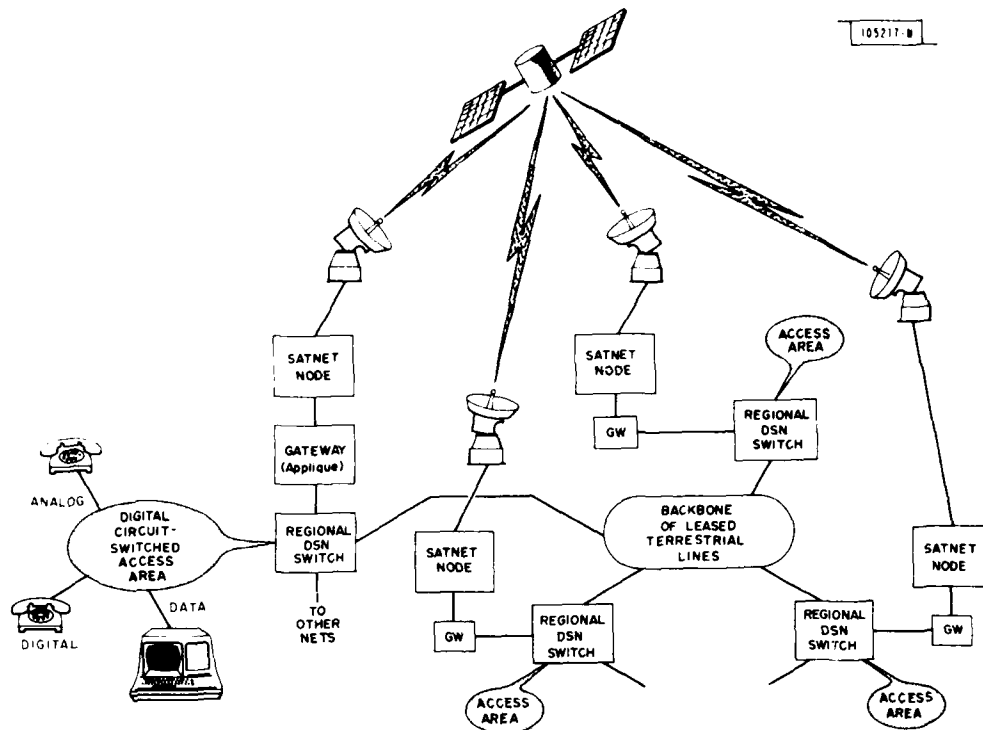 105217-N
SATNET
NODE
GATEWAY
(Applique)
ANALOG
DIGITAL
CIRCUIT-
SWITCHED
ACCESS
AREA
DIGITAL
DATA
REGIONAL
DSN
SWITCH
TO
OTHER
NETS
SATNET
NODE
GW
REGIONAL
DSN
SWITCH
ACCESS
AREA
SATNET
NODE
GW
ACCESS
AREA
REGIONAL
DSN
SWITCH
BACKBONE
OF LEASED
TERRESTRIAL
LINES
SATNET
NODE
GW
REGIONAL
DSN
SWITCH
ACCESS
AREA